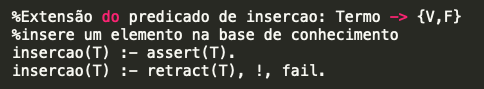 %Extensão do predicado de insercao: Termo -> {V,F}
%insere um elemento na base de conhecimento
insercao(T) :- assert(T).
insercao(T) :- retract(T), !, fail.